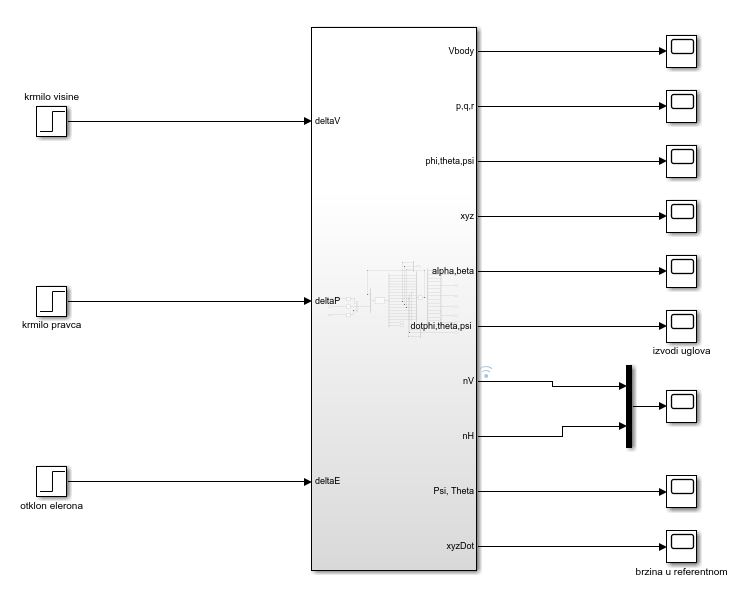 krmilo visine
krmilo pravca
otklon elerona
deltaV
deltaP
deltaE
Vbody
p,q,r
phi,theta,psi
xyz
alpha,beta
dotphi,theta,psi
nV
nH
Psi, Theta
xyzDot
izvodi uglova
brzina u referentnom